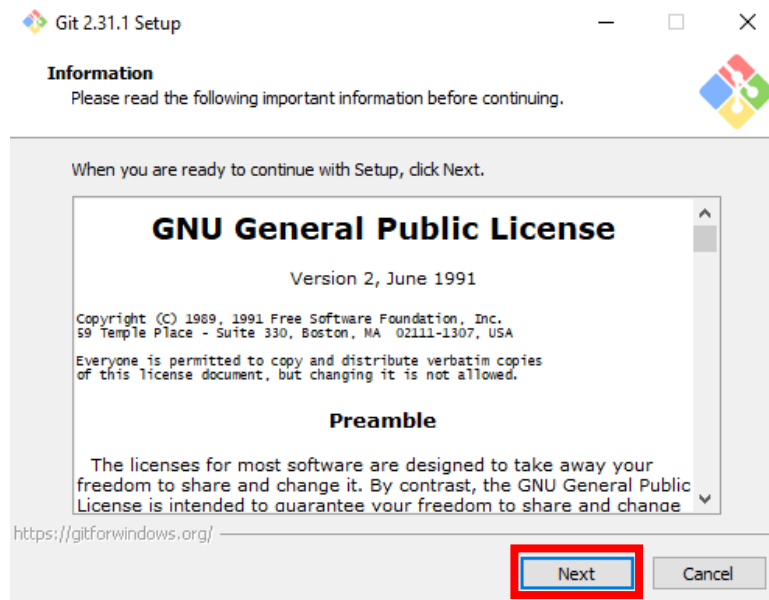 Git 2.31.1 Setup
Information
Please read the following important information before continuing.
When you are ready to continue with Setup, click Next.
GNU General Public License
Version 2, June 1991
Copyright (C) 1989, 1991 Free Software Foundation, Inc.
59 Temple Place - Suite 330, Boston, MA  02111-1307, USA
Everyone is permitted to copy and distribute verbatim copies
of this license document, but changing it is not allowed.
Preamble
The licenses for most software are designed to take away your
freedom to share and change it. By contrast, the GNU General Public
License is intended to guarantee your freedom to share and change
https://gitforwindows.org/
Next
Cancel